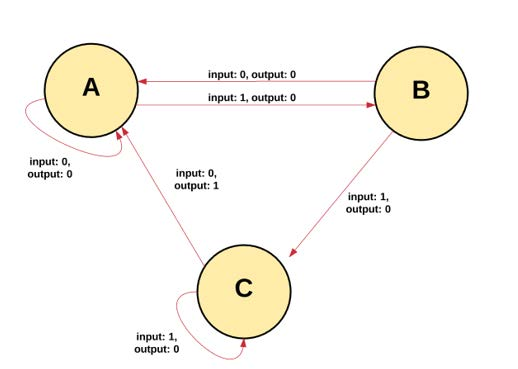 A
B
input: 0, output: 0
input: 1, output: 0
input: 0,
output: 0
input: 0,
output: 1
input: 1,
output: 0
C
input: 1,
output: 0